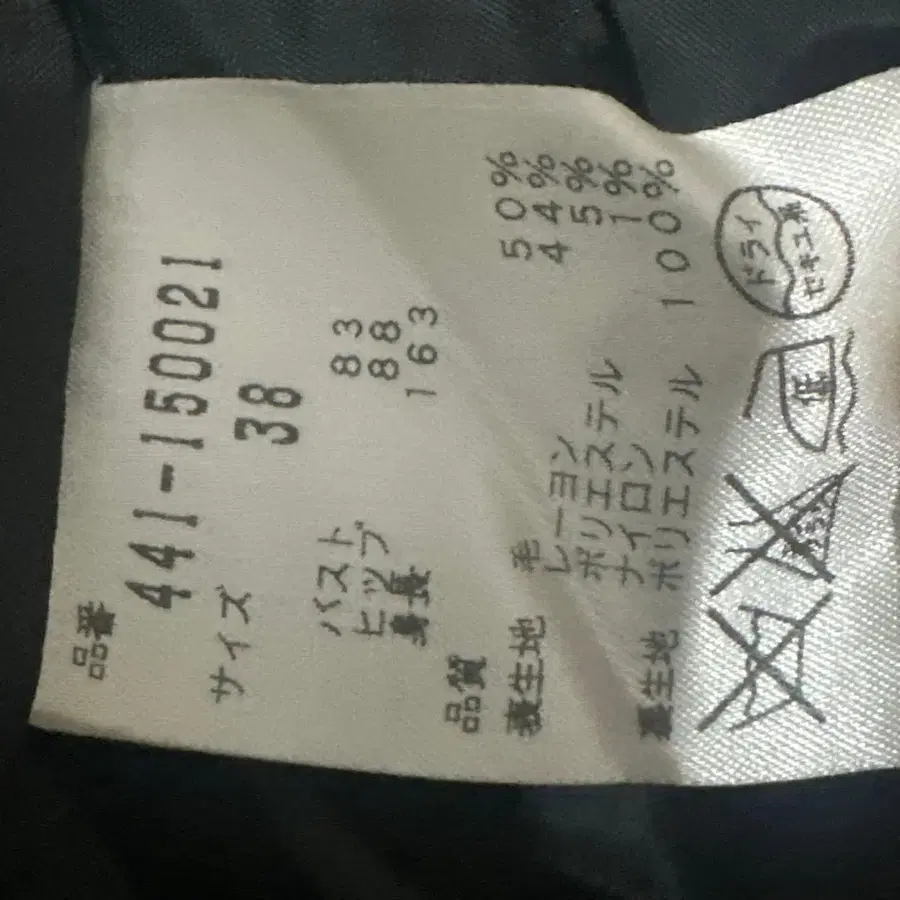 品番
441-150021
サイズ
38
バスト 83
ヒップ 88
身長 163
品質
表生地 毛 50%
レーヨン 44%
ポリエステル 5%
ナイロン 1%
裏生地 ポリエステル 100%
ドライ
セキユ系
低